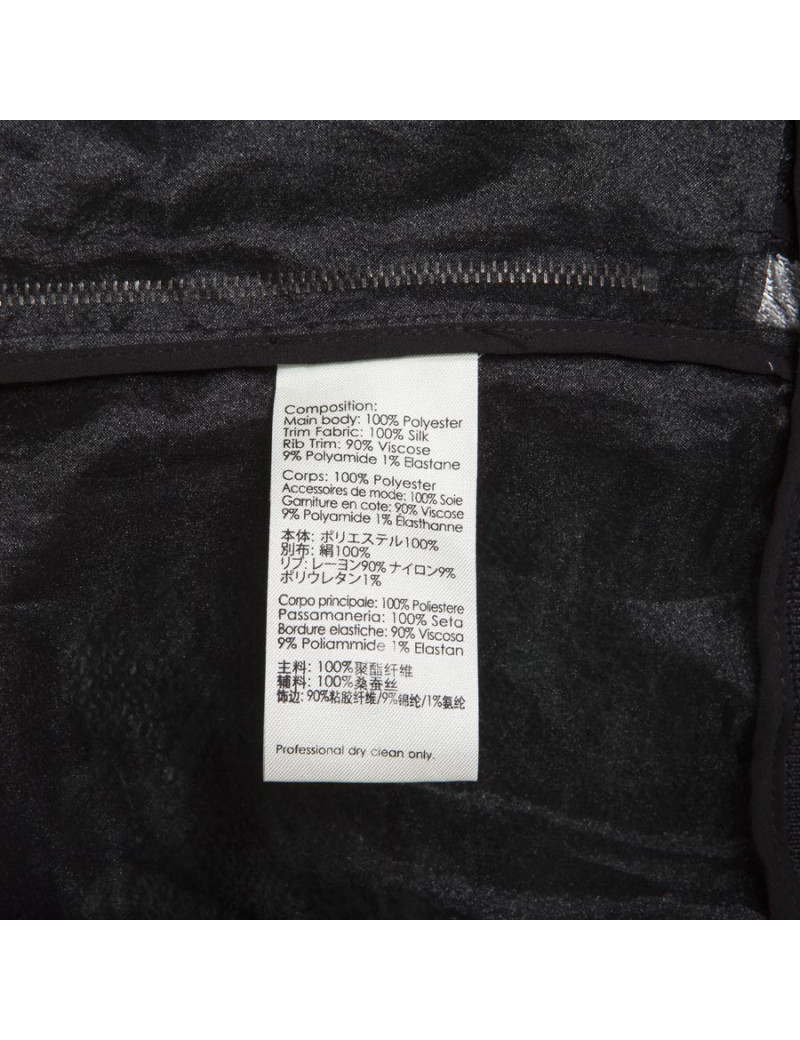 Composition:
Main body: 100% Polyester
Trim Fabric: 100% Silk
Rib Trim: 90% Viscose
9% Polyamide 1% Elastane
Corps: 100% Polyester
Accessoires de mode: 100% Soie
Garniture en cote: 90% Viscose
9% Polyamide 1% Élasthanne
本体: ポリエステル100%
別布: 絹100%
リブ: レーヨン90% ナイロン9%
ポリウレタン1%
Corpo principale: 100% Poliestere
Passamaneria: 100% Seta
Bordure elastiche: 90% Viscosa
9% Poliammide 1% Elastan
主料: 100%聚酯纤维
辅料: 100%桑蚕丝
饰边: 90%粘胶纤维/9%锦纶/1%氨纶
Professional dry clean only.